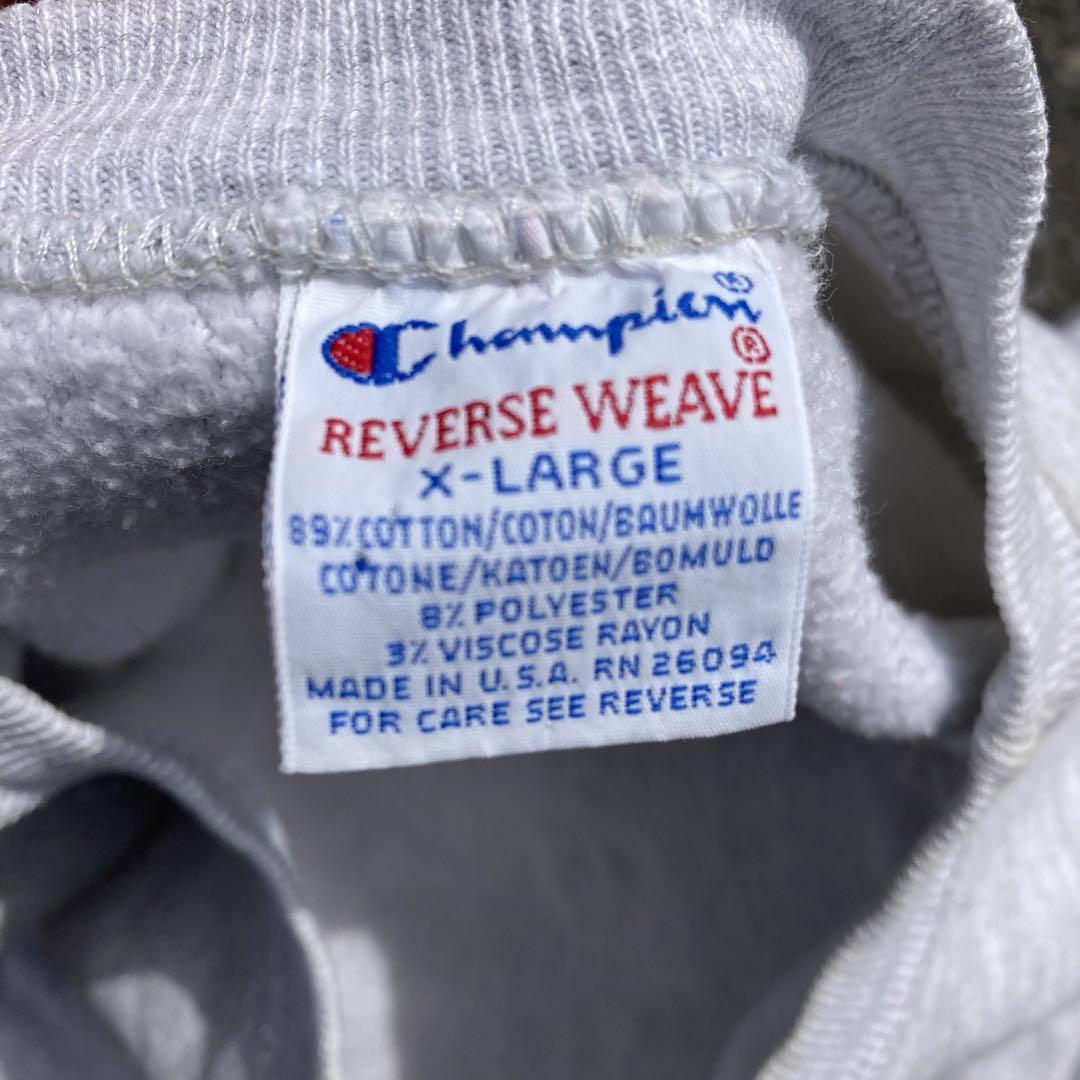 Champion®
®
REVERSE WEAVE
X-LARGE
89% COTTON/COTON/BAUMWOLLE
COTONE/KATOEN/BOMULD
8% POLYESTER
3% VISCOSE RAYON
MADE IN U.S.A. RN 26094
FOR CARE SEE REVERSE